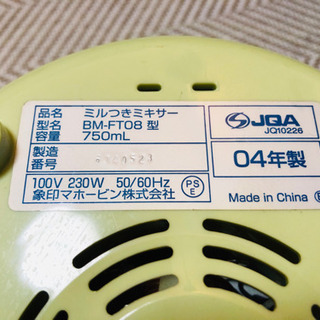 品名 ミルつきミキサー
型名 BM-FT08 型
容量 750mL
製造
番号
100V 230W 50/60Hz
象印マホービン株式会社
PS
E
JQA
JQ10226
04年製
Made in China